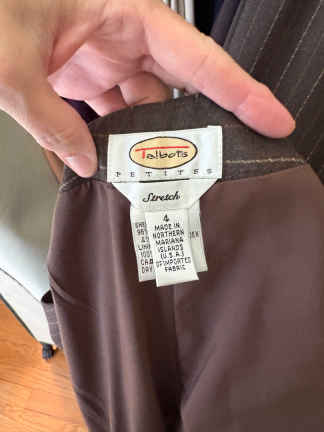 Talbots
PETITES
Stretch
4
MADE IN
NORTHERN
MARIANA
ISLANDS
(U.S.A.)
OF IMPORTED
FABRIC